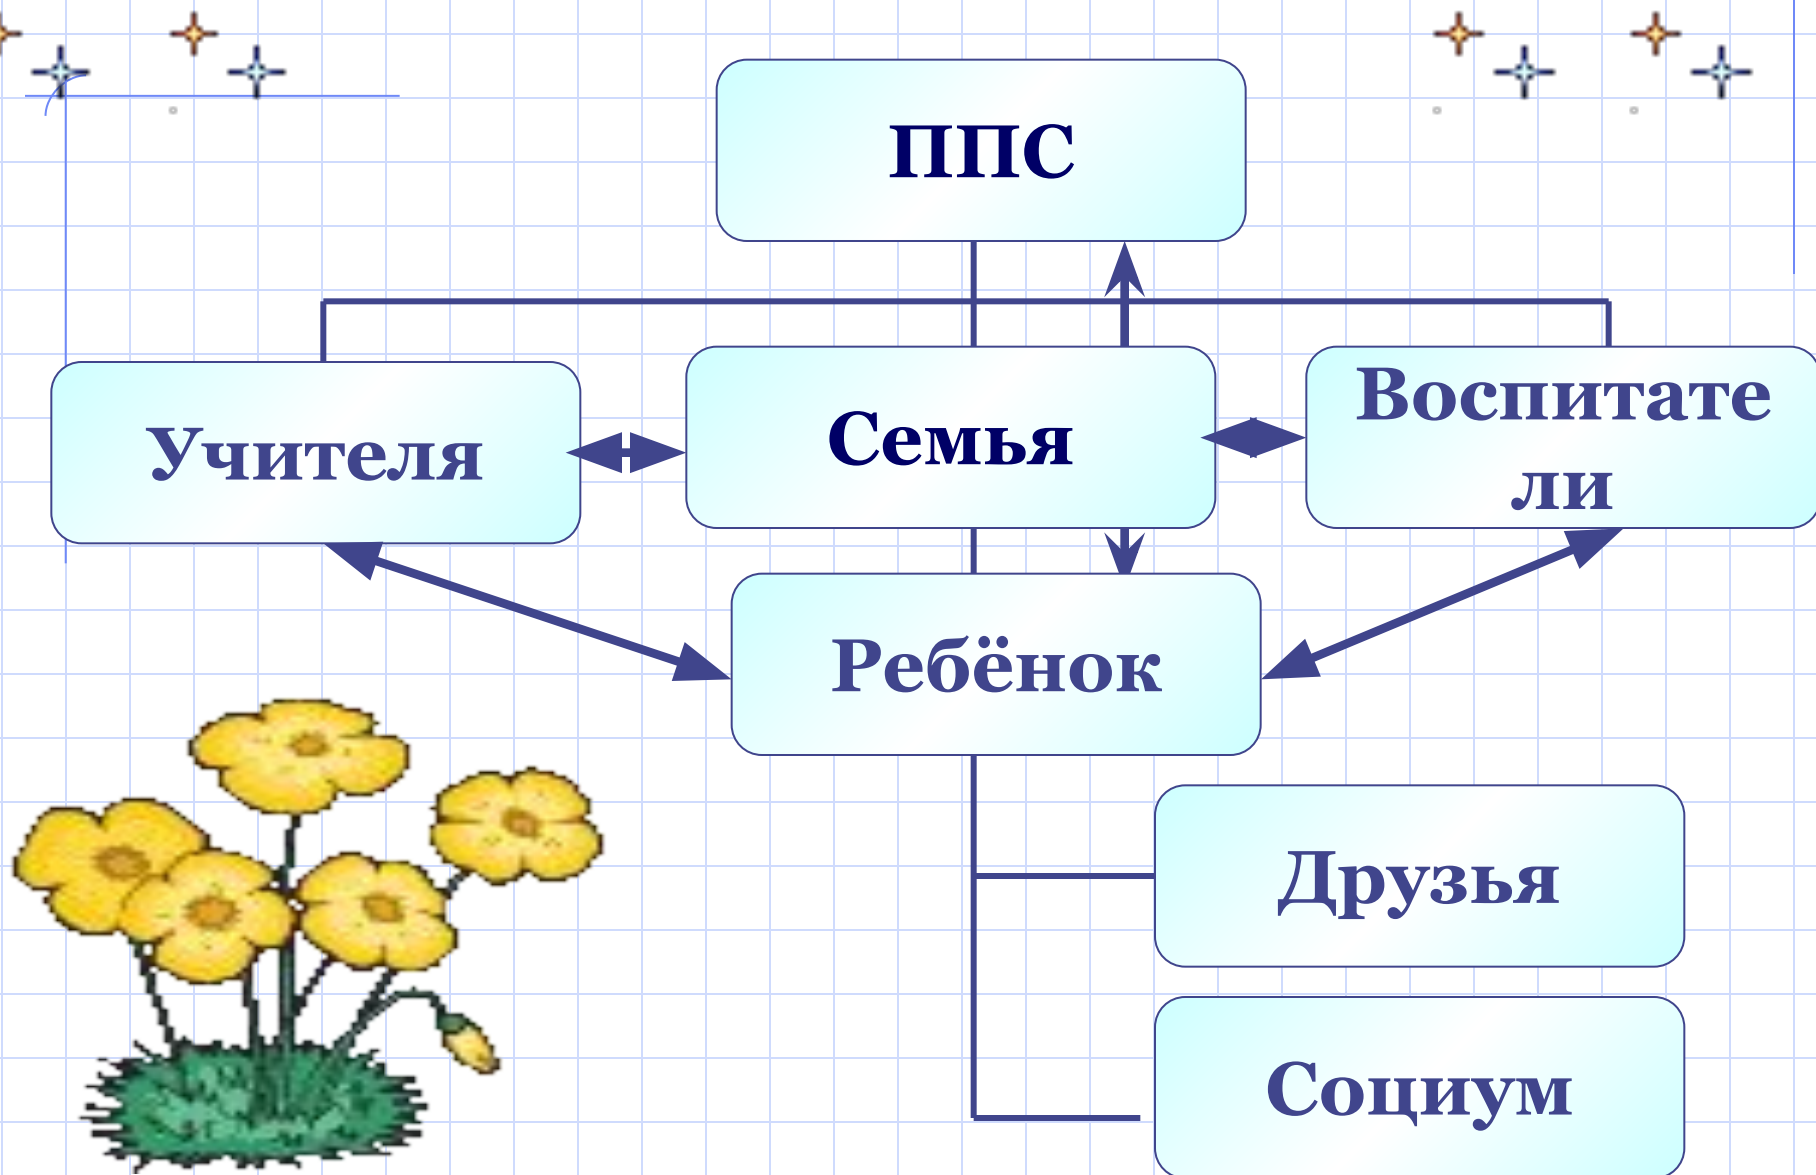 ППС
Учителя
Семья
Воспитате
ли
Ребёнок
Друзья
Социум